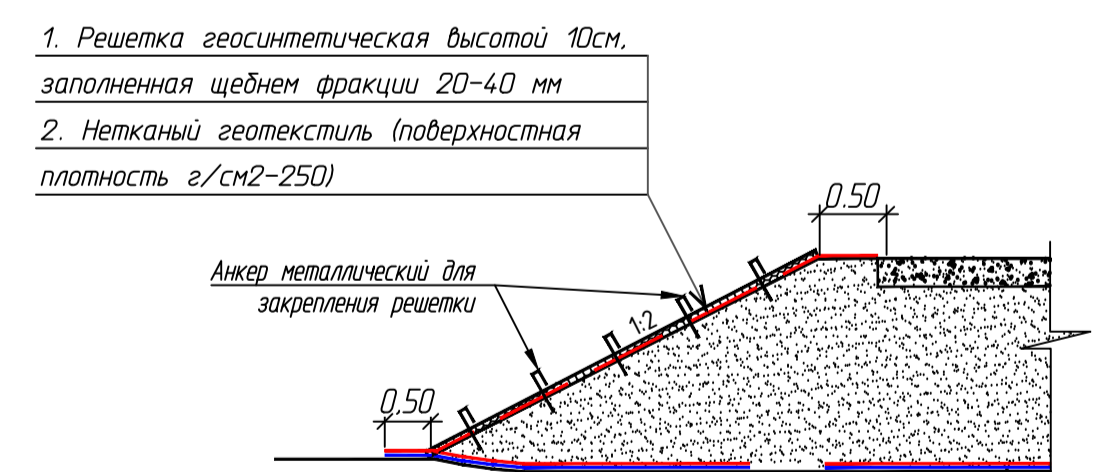 1. Решетка геосинтетическая высотой 10см,
заполненная щебнем фракции 20-40 мм
2. Нетканый геотекстиль (поверхностная
плотность г/см2-250)
0.50
Анкер металлический для
закрепления решетки
1:2
0,50